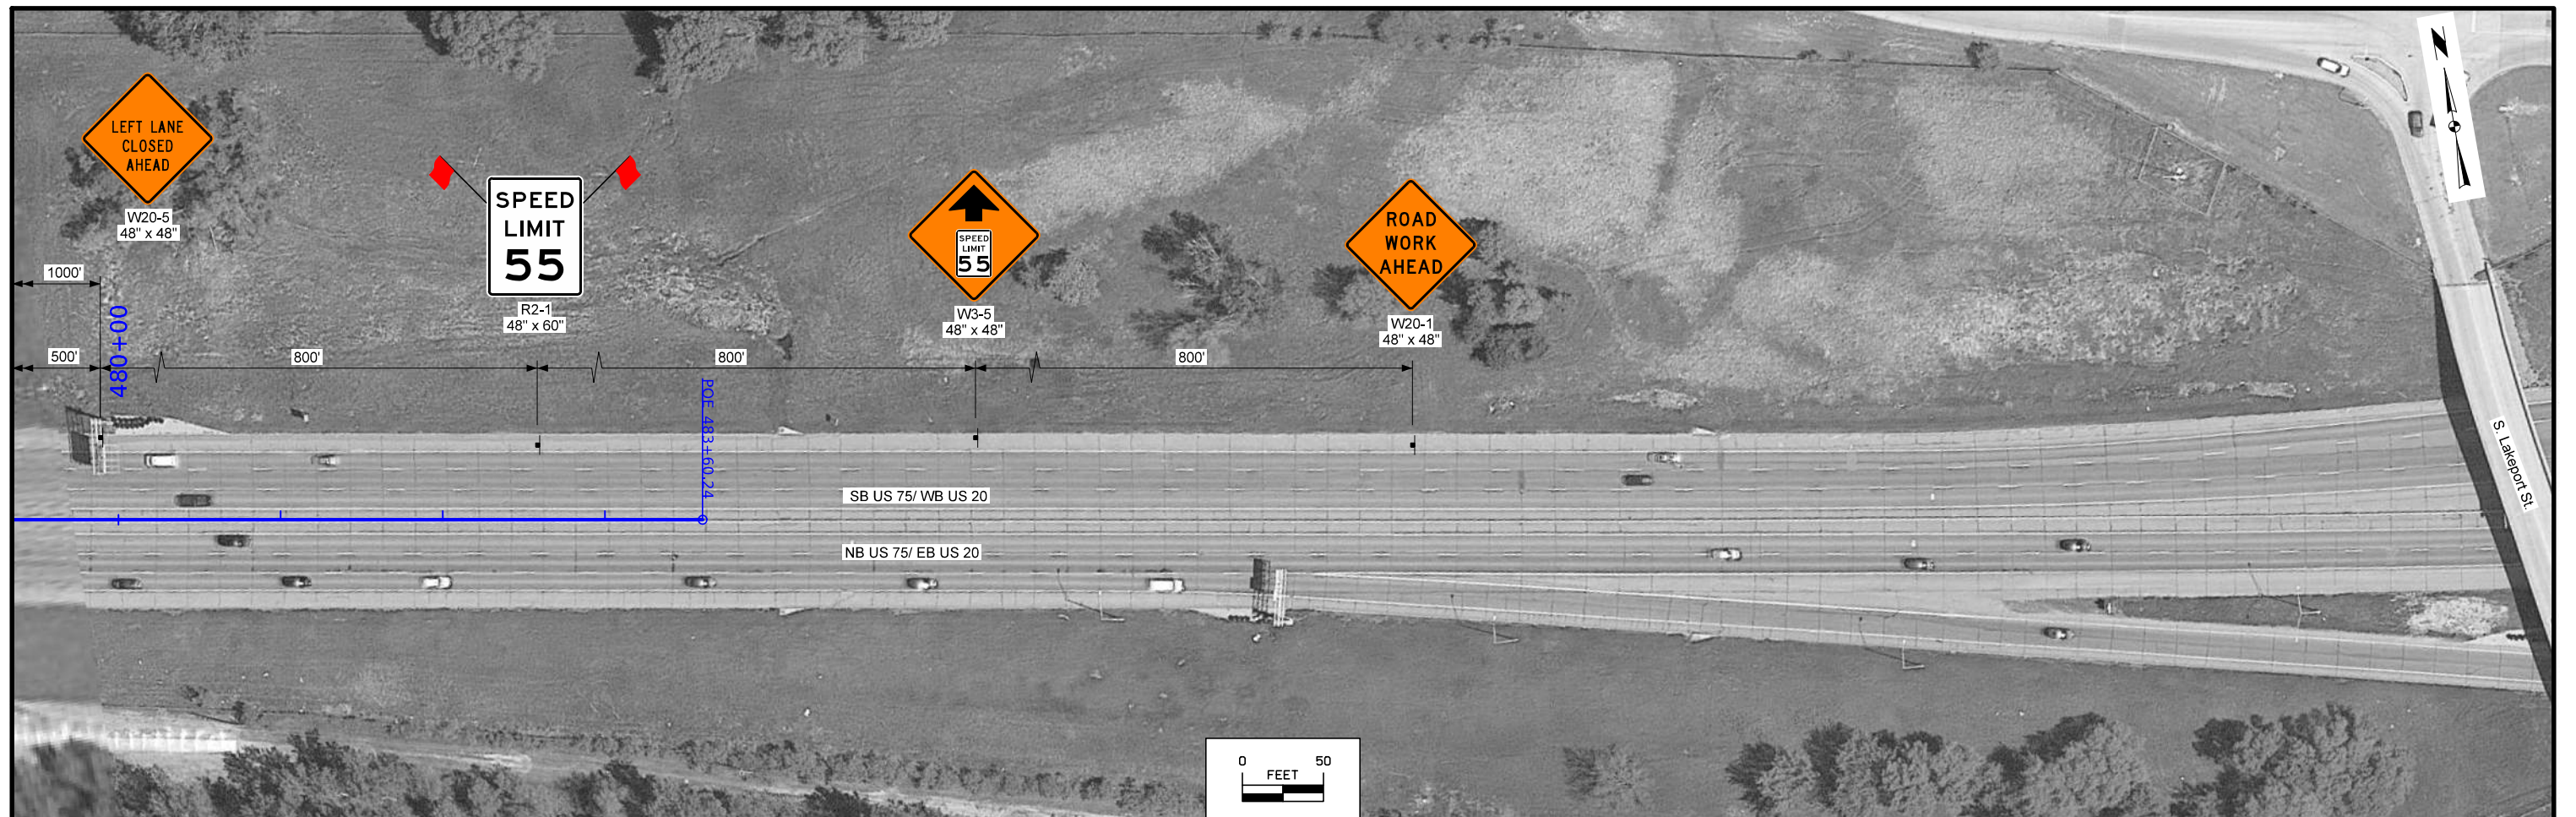 LEFT LANE
CLOSED
AHEAD
W20-5
48" x 48"
SPEED
LIMIT
55
R2-1
48" x 60"
SPEED
LIMIT
55
W3-5
48" x 48"
ROAD
WORK
AHEAD
W20-1
48" x 48"
1000'
480+00
500'
800'
800'
800'
POE 483+60.24
S. Lakeport St.
SB US 75/ WB US 20
NB US 75/ EB US 20
0 50
FEET